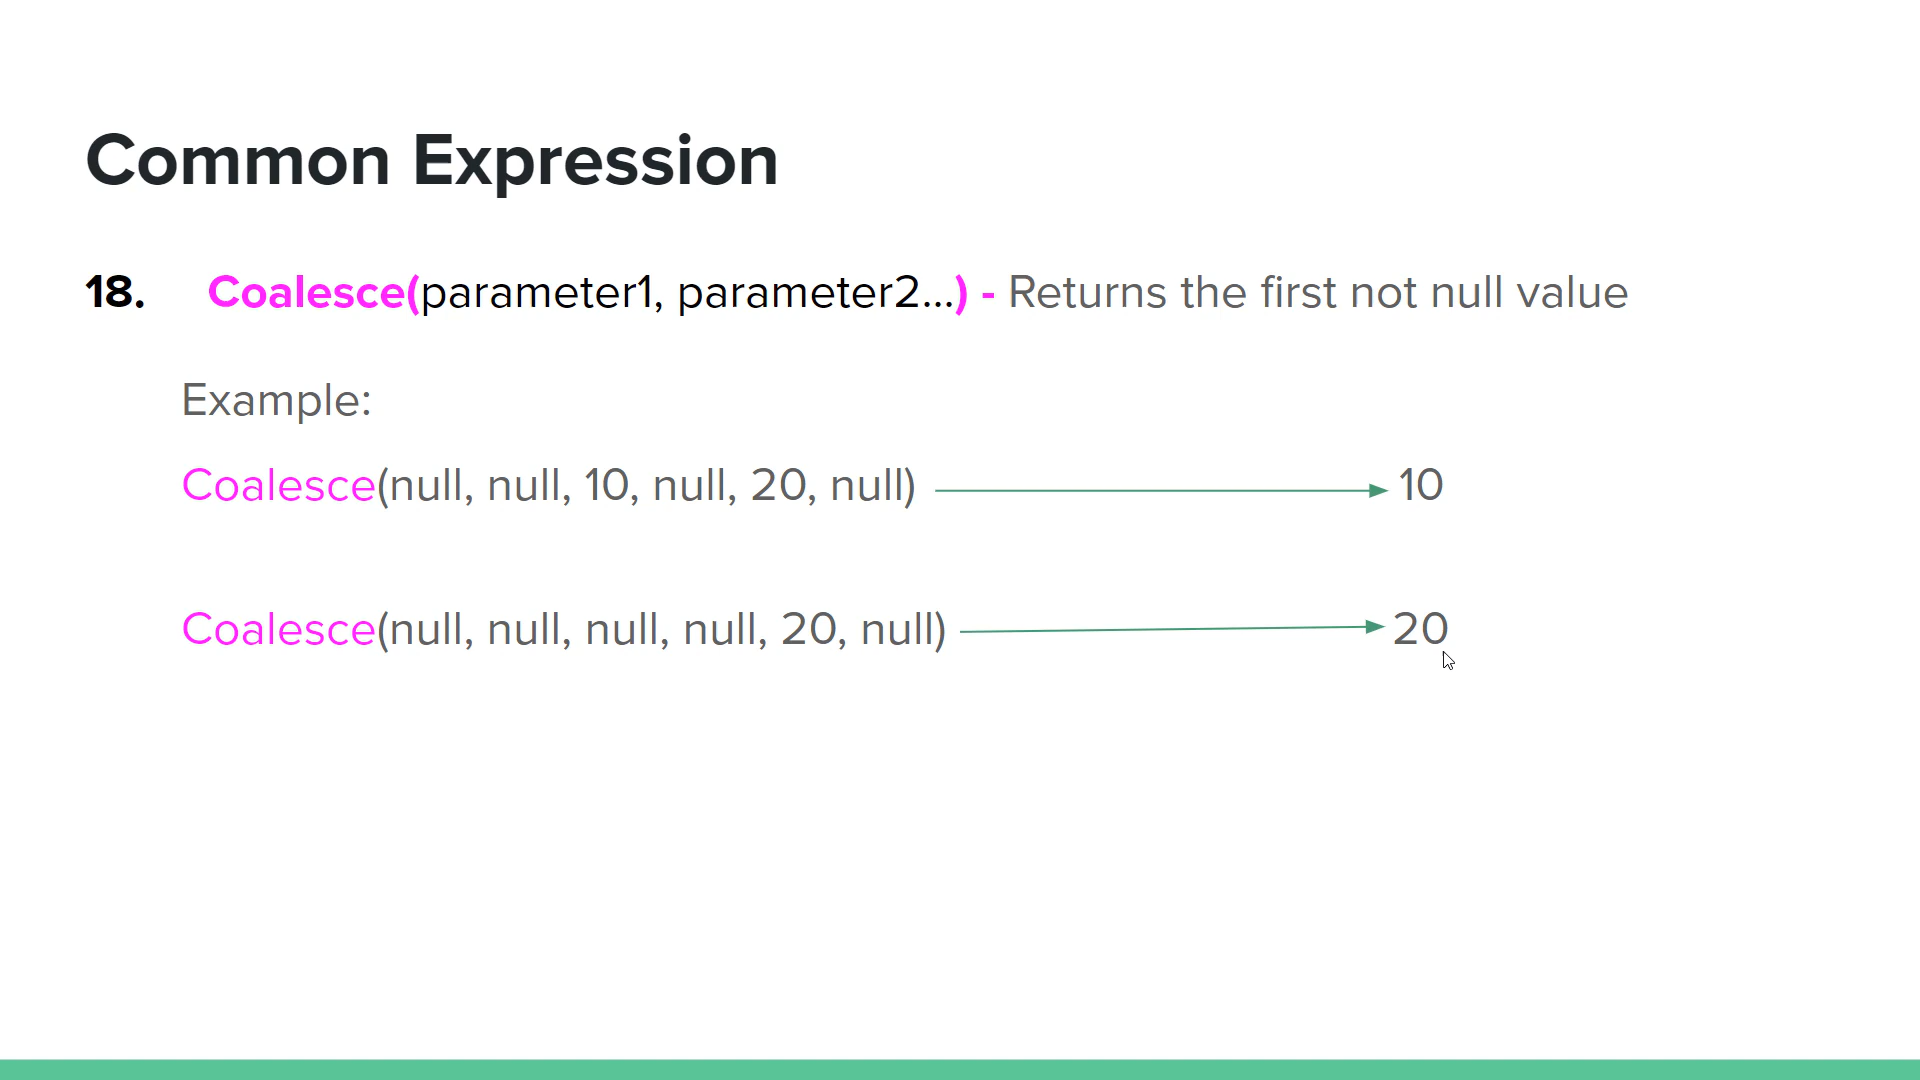 Common Expression
18. Coalesce(parameter1, parameter2...) - Returns the first not null value
Example:
Coalesce(null, null, 10, null, 20, null) 10
Coalesce(null, null, null, null, 20, null) 20